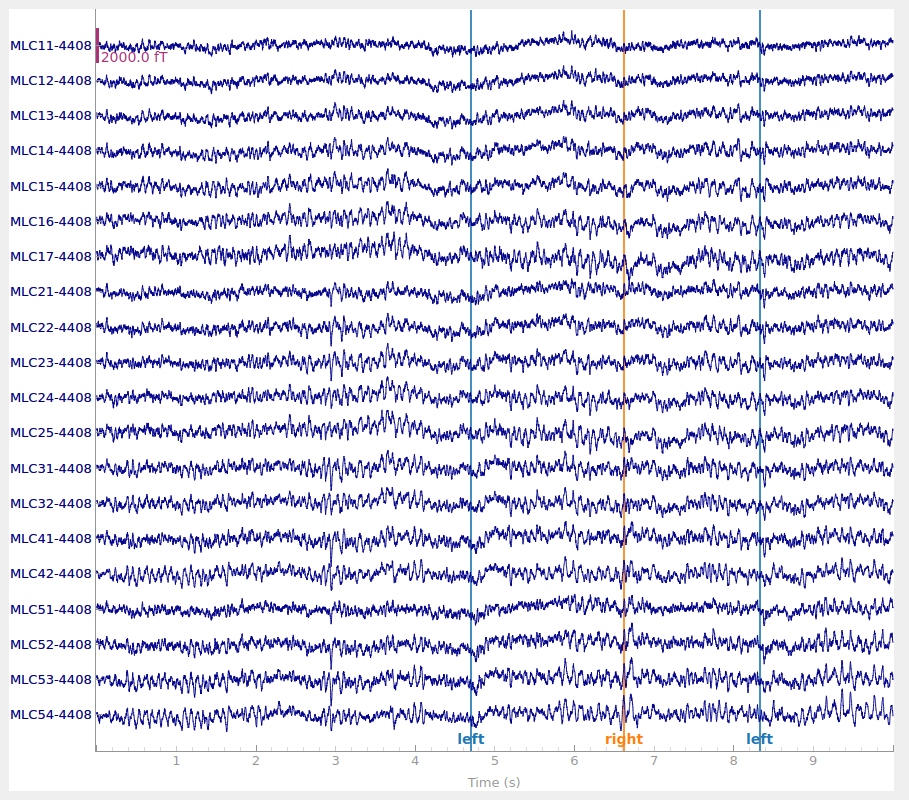 MLC11-4408
2000.0 fT
MLC12-4408
MLC13-4408
MLC14-4408
MLC15-4408
MLC16-4408
MLC17-4408
MLC21-4408
MLC22-4408
MLC23-4408
MLC24-4408
MLC25-4408
MLC31-4408
MLC32-4408
MLC41-4408
MLC42-4408
MLC51-4408
MLC52-4408
MLC53-4408
MLC54-4408
left right left
1 2 3 4 5 6 7 8 9
Time (s)